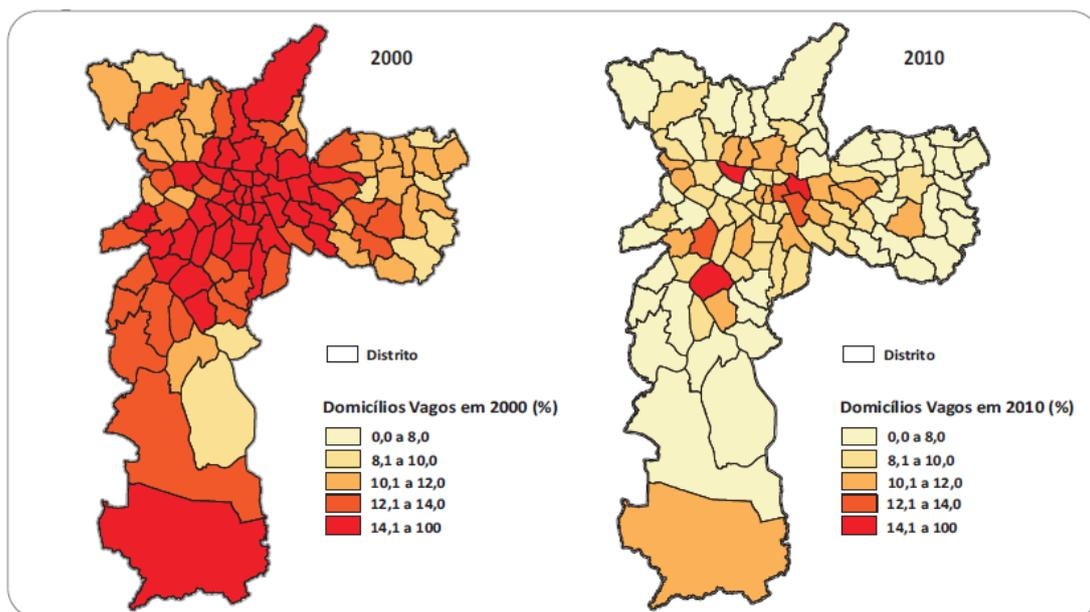 2000
Distrito
Domicílios Vagos em 2000 (%)
0,0 a 8,0
8,1 a 10,0
10,1 a 12,0
12,1 a 14,0
14,1 a 100
2010
Distrito
Domicílios Vagos em 2010 (%)
0,0 a 8,0
8,1 a 10,0
10,1 a 12,0
12,1 a 14,0
14,1 a 100